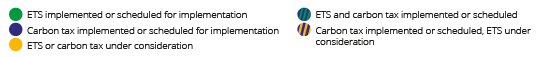 ETS implemented or scheduled for implementation
Carbon tax implemented or scheduled for implementation
ETS or carbon tax under consideration
ETS and carbon tax implemented or scheduled
Carbon tax implemented or scheduled, ETS under
consideration